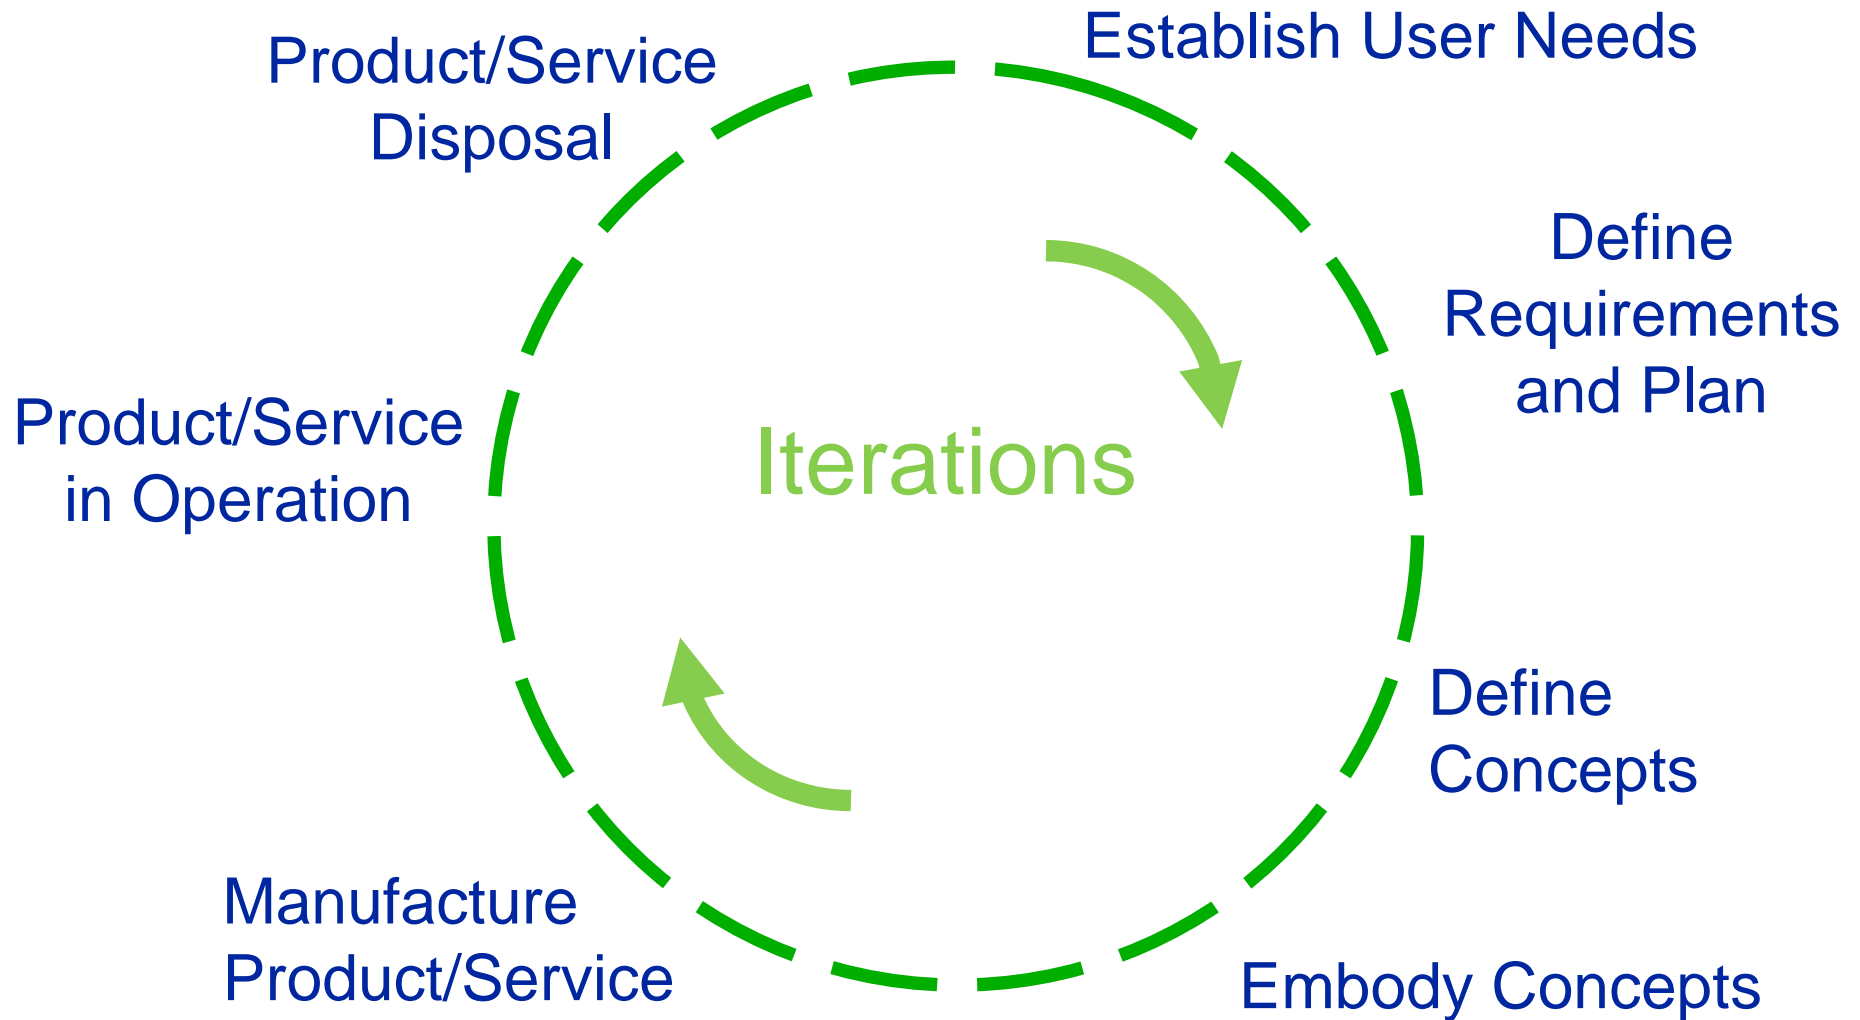 Establish User Needs
Define
Requirements
and Plan
Define
Concepts
Embody Concepts
Manufacture
Product/Service
Product/Service
in Operation
Product/Service
Disposal
Iterations